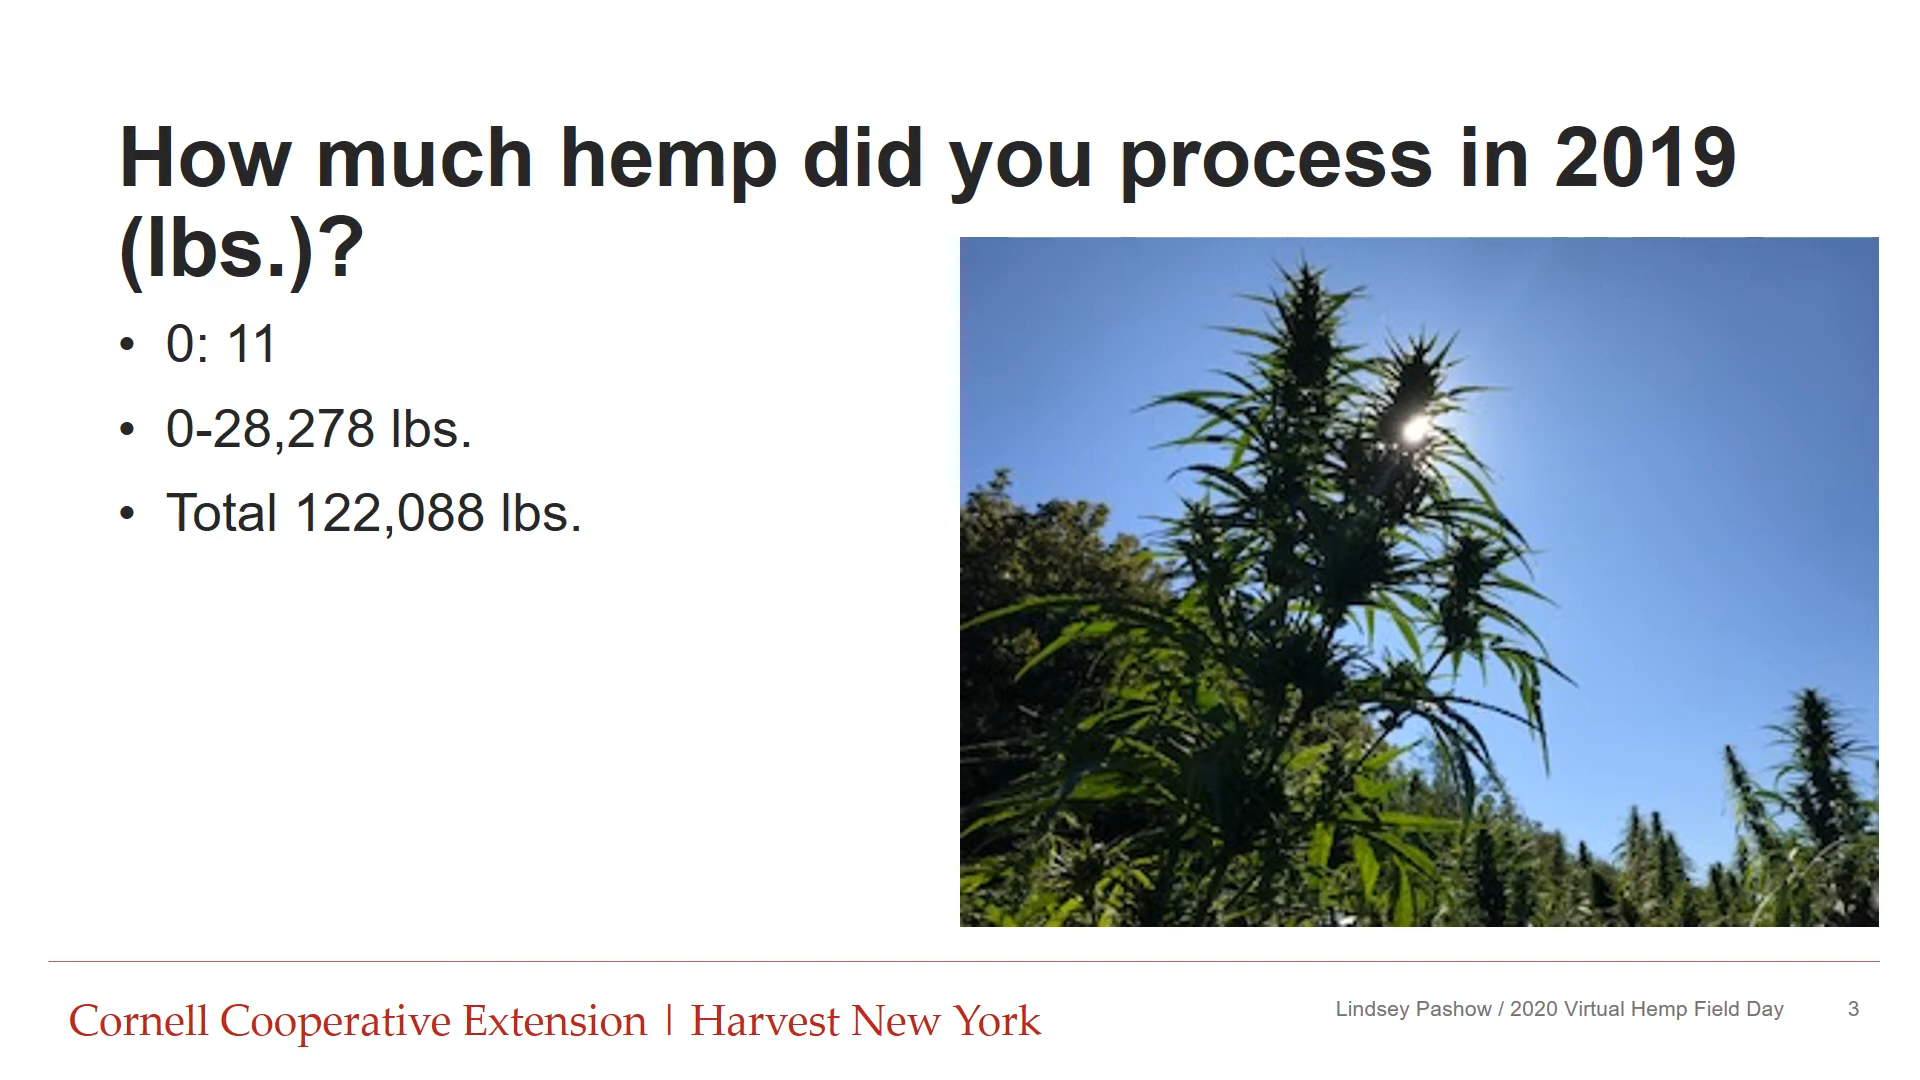 How much hemp did you process in 2019
(lbs.)?
• 0: 11
• 0-28,278 lbs.
• Total 122,088 lbs.
Cornell Cooperative Extension | Harvest New York
Lindsey Pashow / 2020 Virtual Hemp Field Day
3